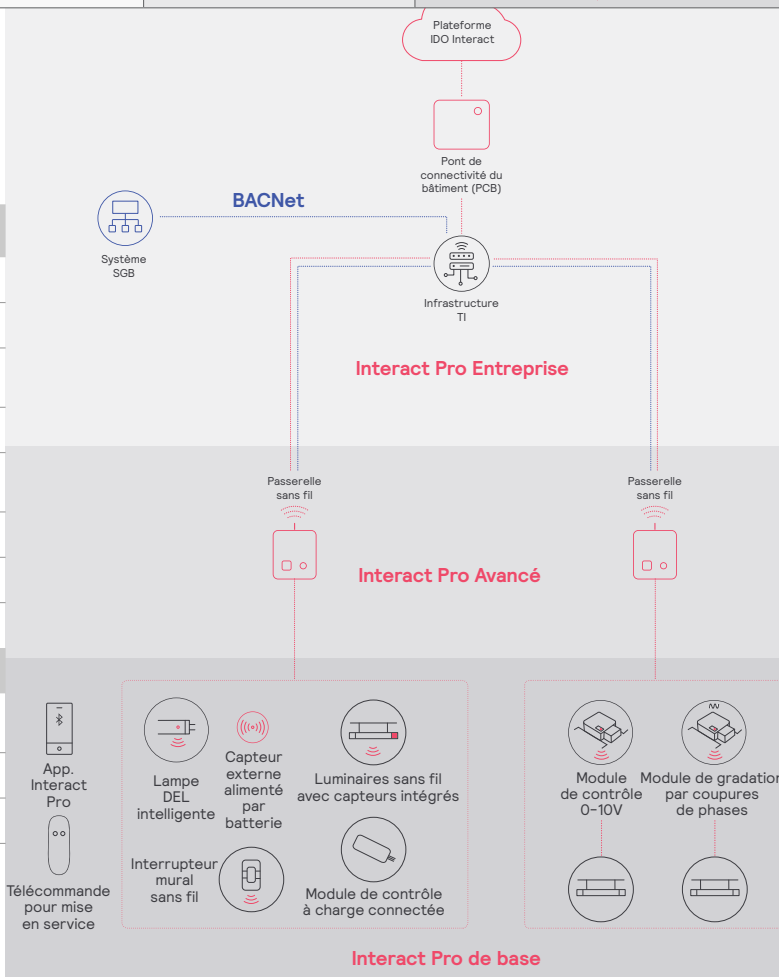 Plateforme
IDO Interact
Pont de
connectivité du
bâtiment (PCB)
BACNet
Système
SGB
Infrastructure
TI
Interact Pro Entreprise
Passerelle
sans fil
Passerelle
sans fil
Interact Pro Avancé
App.
Interact
Pro
Télécommande
pour mise
en service
Lampe
DEL
intelligente
Capteur
externe
alimenté
par
batterie
Luminaires sans fil
avec capteurs intégrés
Interrupteur
mural
sans fil
Module de contrôle
à charge connectée
Module
de contrôle
0-10V
Module de gradation
par coupures
de phases
Interact Pro de base